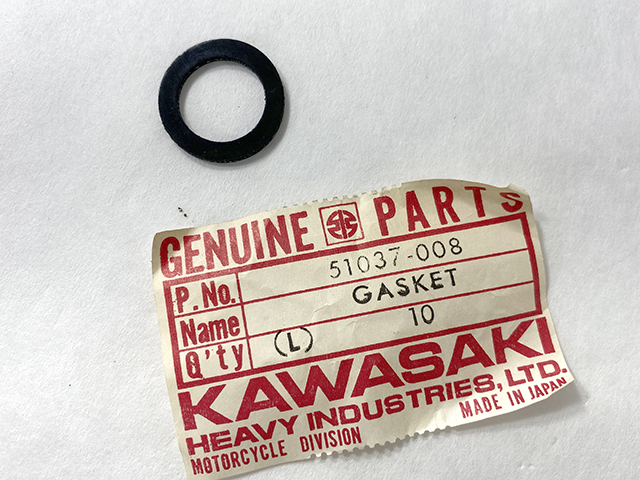 GENUINE PARTS
P. No. 51037-008
Name GASKET
Q'ty (L) 10
KAWASAKI
HEAVY INDUSTRIES, LTD.
MOTORCYCLE DIVISION MADE IN JAPAN